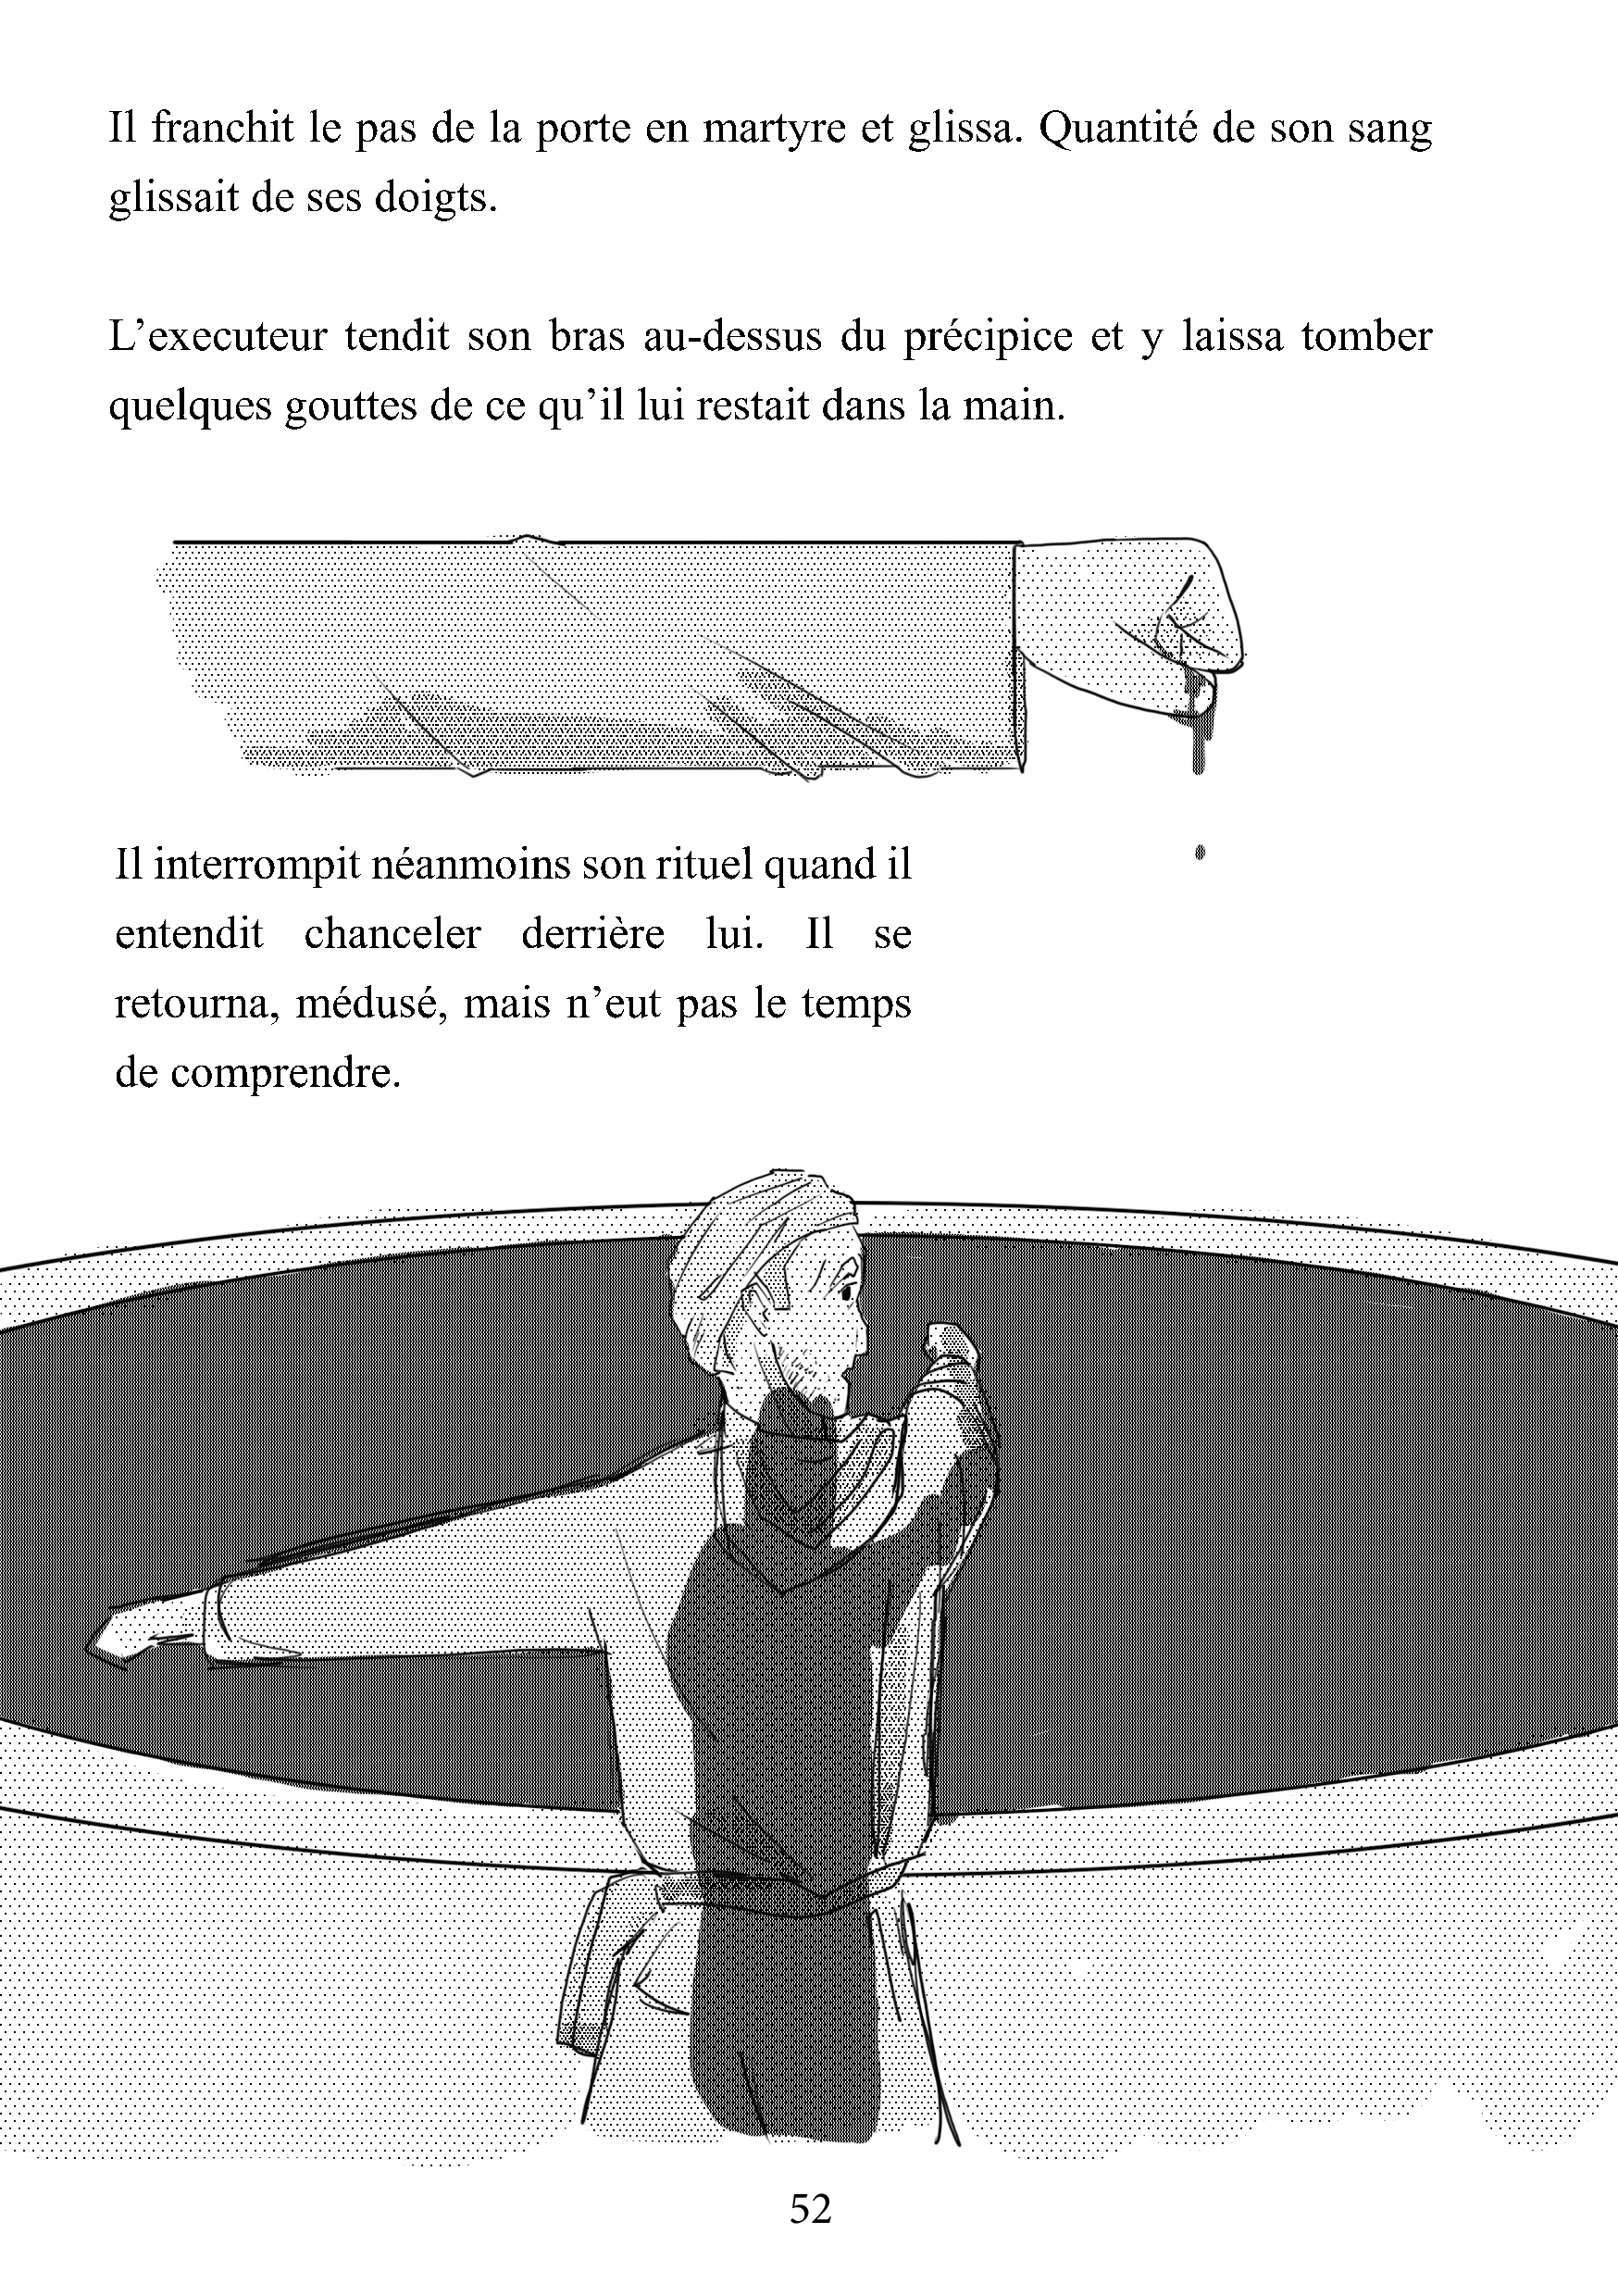 Il franchit le pas de la porte en martyre et glissa. Quantité de son sang
glissait de ses doigts.
L’executeur tendit son bras au-dessus du précipice et y laissa tomber
quelques gouttes de ce qu’il lui restait dans la main.
Il interrompit néanmoins son rituel quand il
entendit chanceler derrière lui. Il se
retourna, médusé, mais n’eut pas le temps
de comprendre.
52